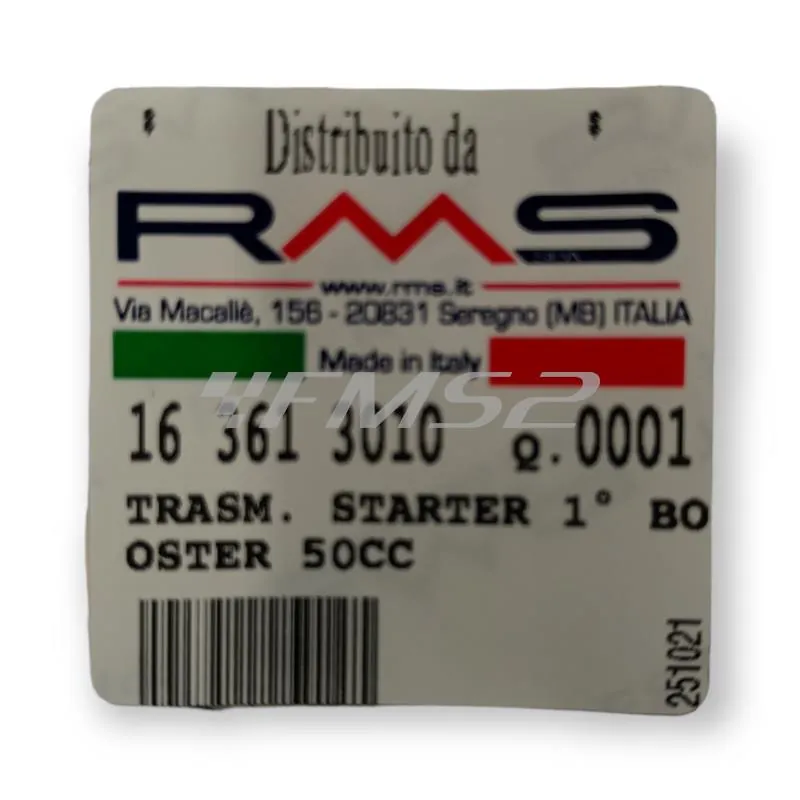 Distribuito da
RMS
www.rms.it
Via Macallè, 156 - 20831 Seregno (MB) ITALIA
Made in Italy
FMS2
16 361 3010 Q.0001
TRASM. STARTER 1° BO
OSTER 50CC
251021